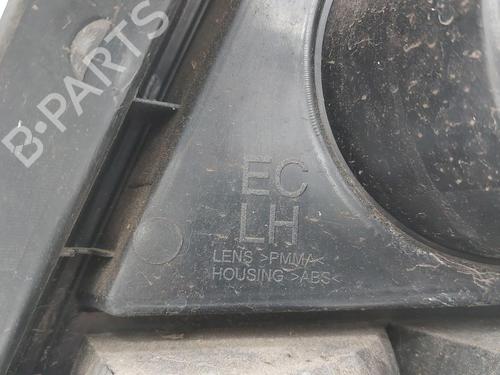 B-PARTS
EC
LH
LENS >PMMA<
HOUSING >ABS<